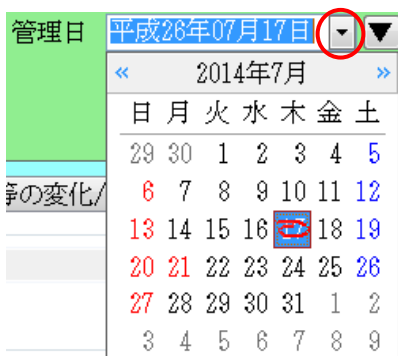 管理日 平成26年07月17日
« 2014年7月 »
日 月 火 水 木 金 土
29 30 1 2 3 4 5
6 7 8 9 10 11 12
等の変化/
13 14 15 16 17 18 19
20 21 22 23 24 25 26
27 28 29 30 31 1 2
3 4 5 6 7 8 9